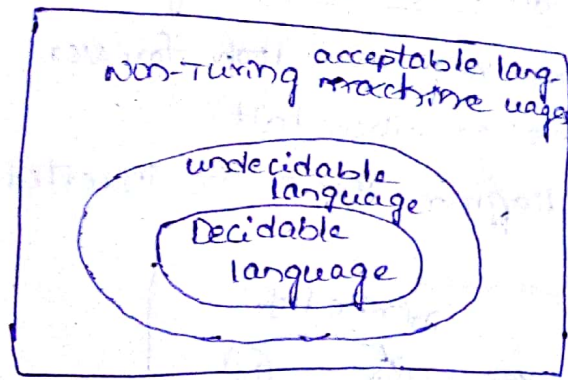 Non-Turing acceptable lang-
machine uages
undecidable
language
Decidable
language